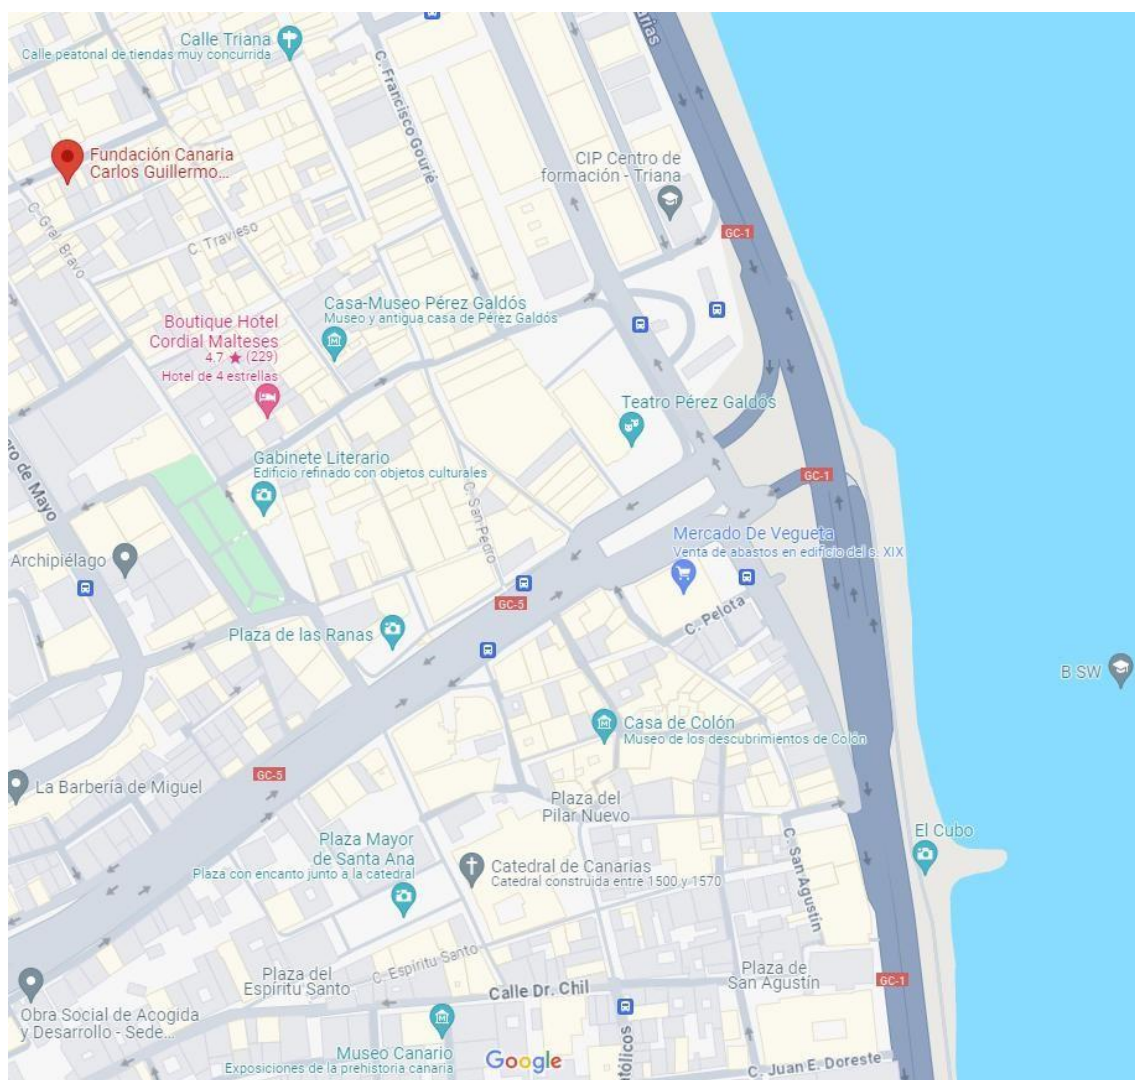 Calle Triana
Calle peatonal de tiendas muy concurrida
C. Francisco Gourié
arias
Fundación Canaria
Carlos Guillermo...
CIP Centro de
formación - Triana
C. Gral. Bravo
C. Travieso
GC-1
Casa-Museo Pérez Galdós
Museo y antigua casa de Pérez Galdós
Boutique Hotel
Cordial Malteses
4.7 ★ (229)
Hotel de 4 estrellas
Teatro Pérez Galdós
ero de Mayo
Gabinete Literario
Edificio refinado con objetos culturales
GC-1
C. San Pedro
Mercado De Vegueta
Venta de abastos en edificio del s. XIX
Archipiélago
GC-5
C. Pelota
Plaza de las Ranas
B SW
Casa de Colón
Museo de los descubrimientos de Colón
GC-5
La Barbería de Miguel
Plaza del
Pilar Nuevo
Plaza Mayor
de Santa Ana
Plaza con encanto junto a la catedral
Catedral de Canarias
Catedral construida entre 1500 y 1570
C. San Agustín
El Cubo
C. Espíritu Santo
Plaza del
Espíritu Santo
Plaza de
San Agustín
GC-1
Calle Dr. Chil
Obra Social de Acogida
y Desarrollo - Sede...
Museo Canario
Exposiciones de la prehistoria canaria
Google
atólicos
C. Juan E. Doreste